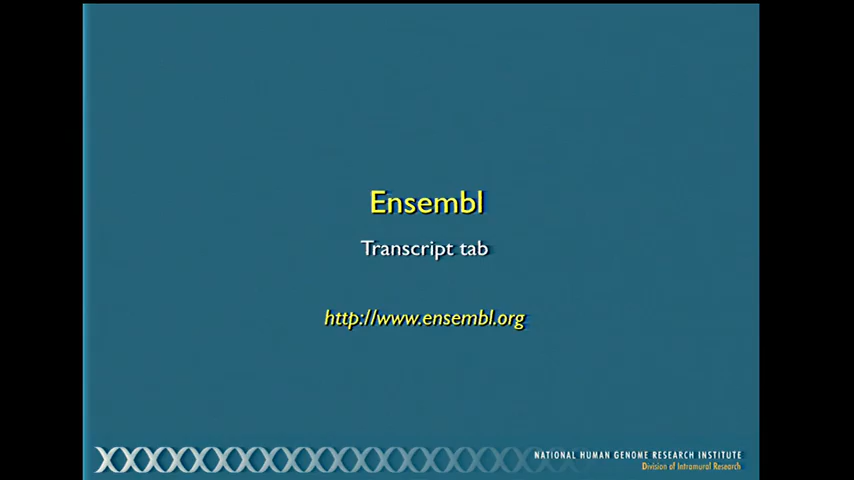 Ensembl
Transcript tab
http://www.ensembl.org
NATIONAL HUMAN GENOME RESEARCH INSTITUTE
Division of Intramural Research